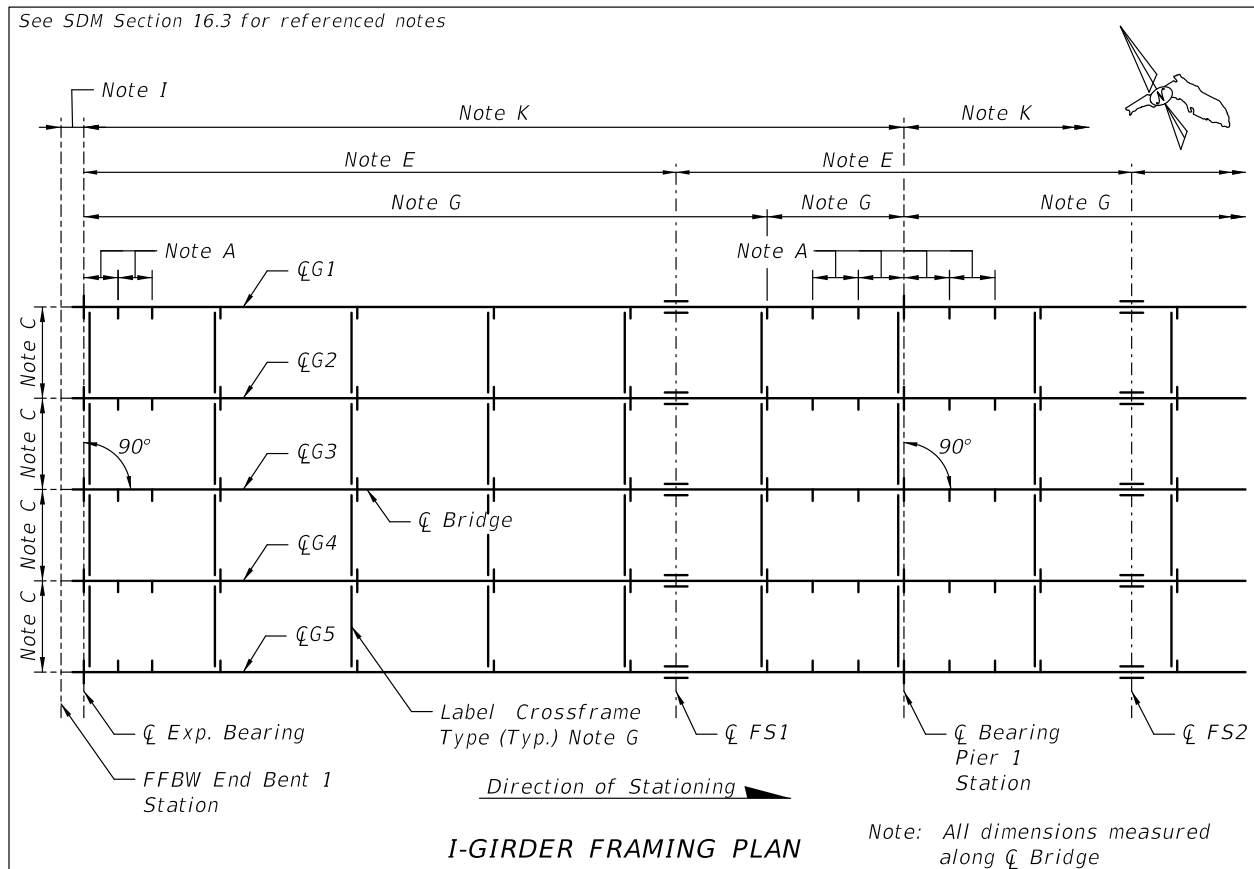 See SDM Section 16.3 for referenced notes
Note I
N
Note K
Note K
Note E
Note E
Note G
Note G
Note G
Note A
Note A
℄G1
Note C
℄G2
Note C
90°
℄G3
90°
℄ Bridge
Note C
℄G4
Note C
℄G5
℄ Exp. Bearing
FFBW End Bent 1
Station
Label Crossframe
Type (Typ.) Note G
℄ FS1
℄ Bearing
Pier 1
Station
℄ FS2
Direction of Stationing
I-GIRDER FRAMING PLAN
Note: All dimensions measured
along ℄ Bridge